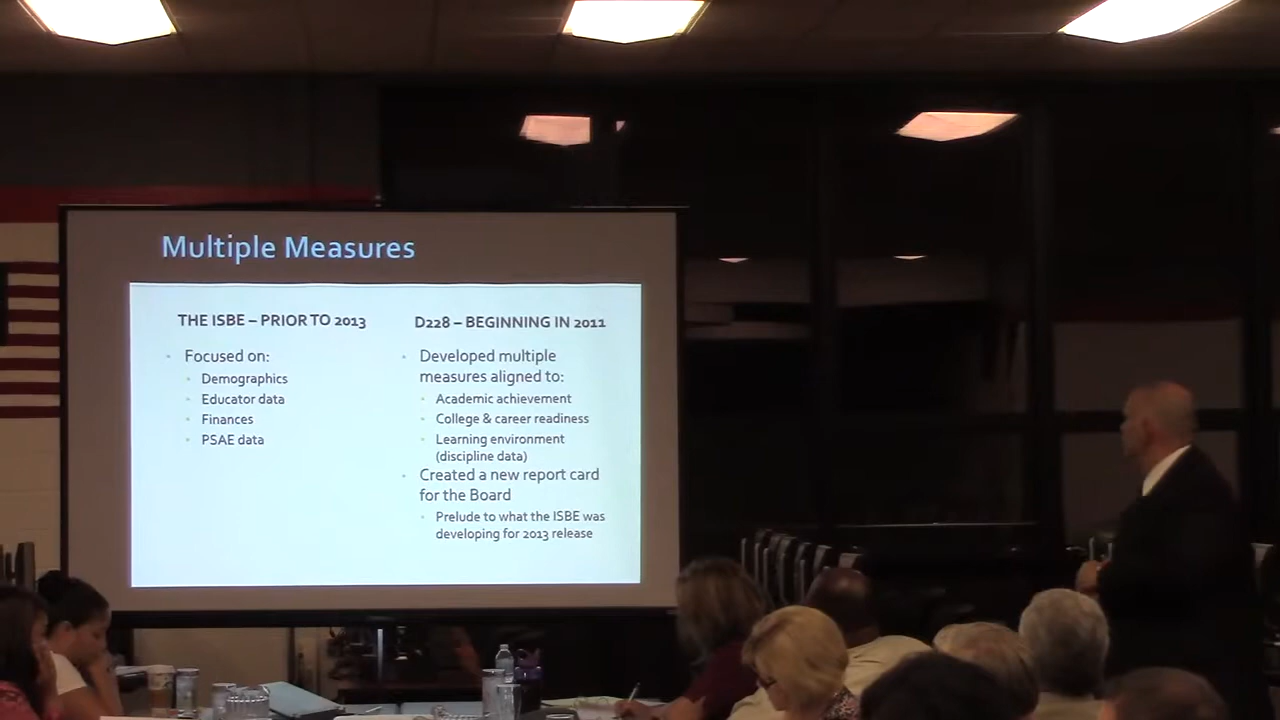 Multiple Measures
THE ISBE – PRIOR TO 2013
Focused on:
Demographics
Educator data
Finances
PSAE data
D228 – BEGINNING IN 2011
Developed multiple
measures aligned to:
Academic achievement
College & career readiness
Learning environment
(discipline data)
Created a new report card
for the Board
Prelude to what the ISBE was
developing for 2013 release